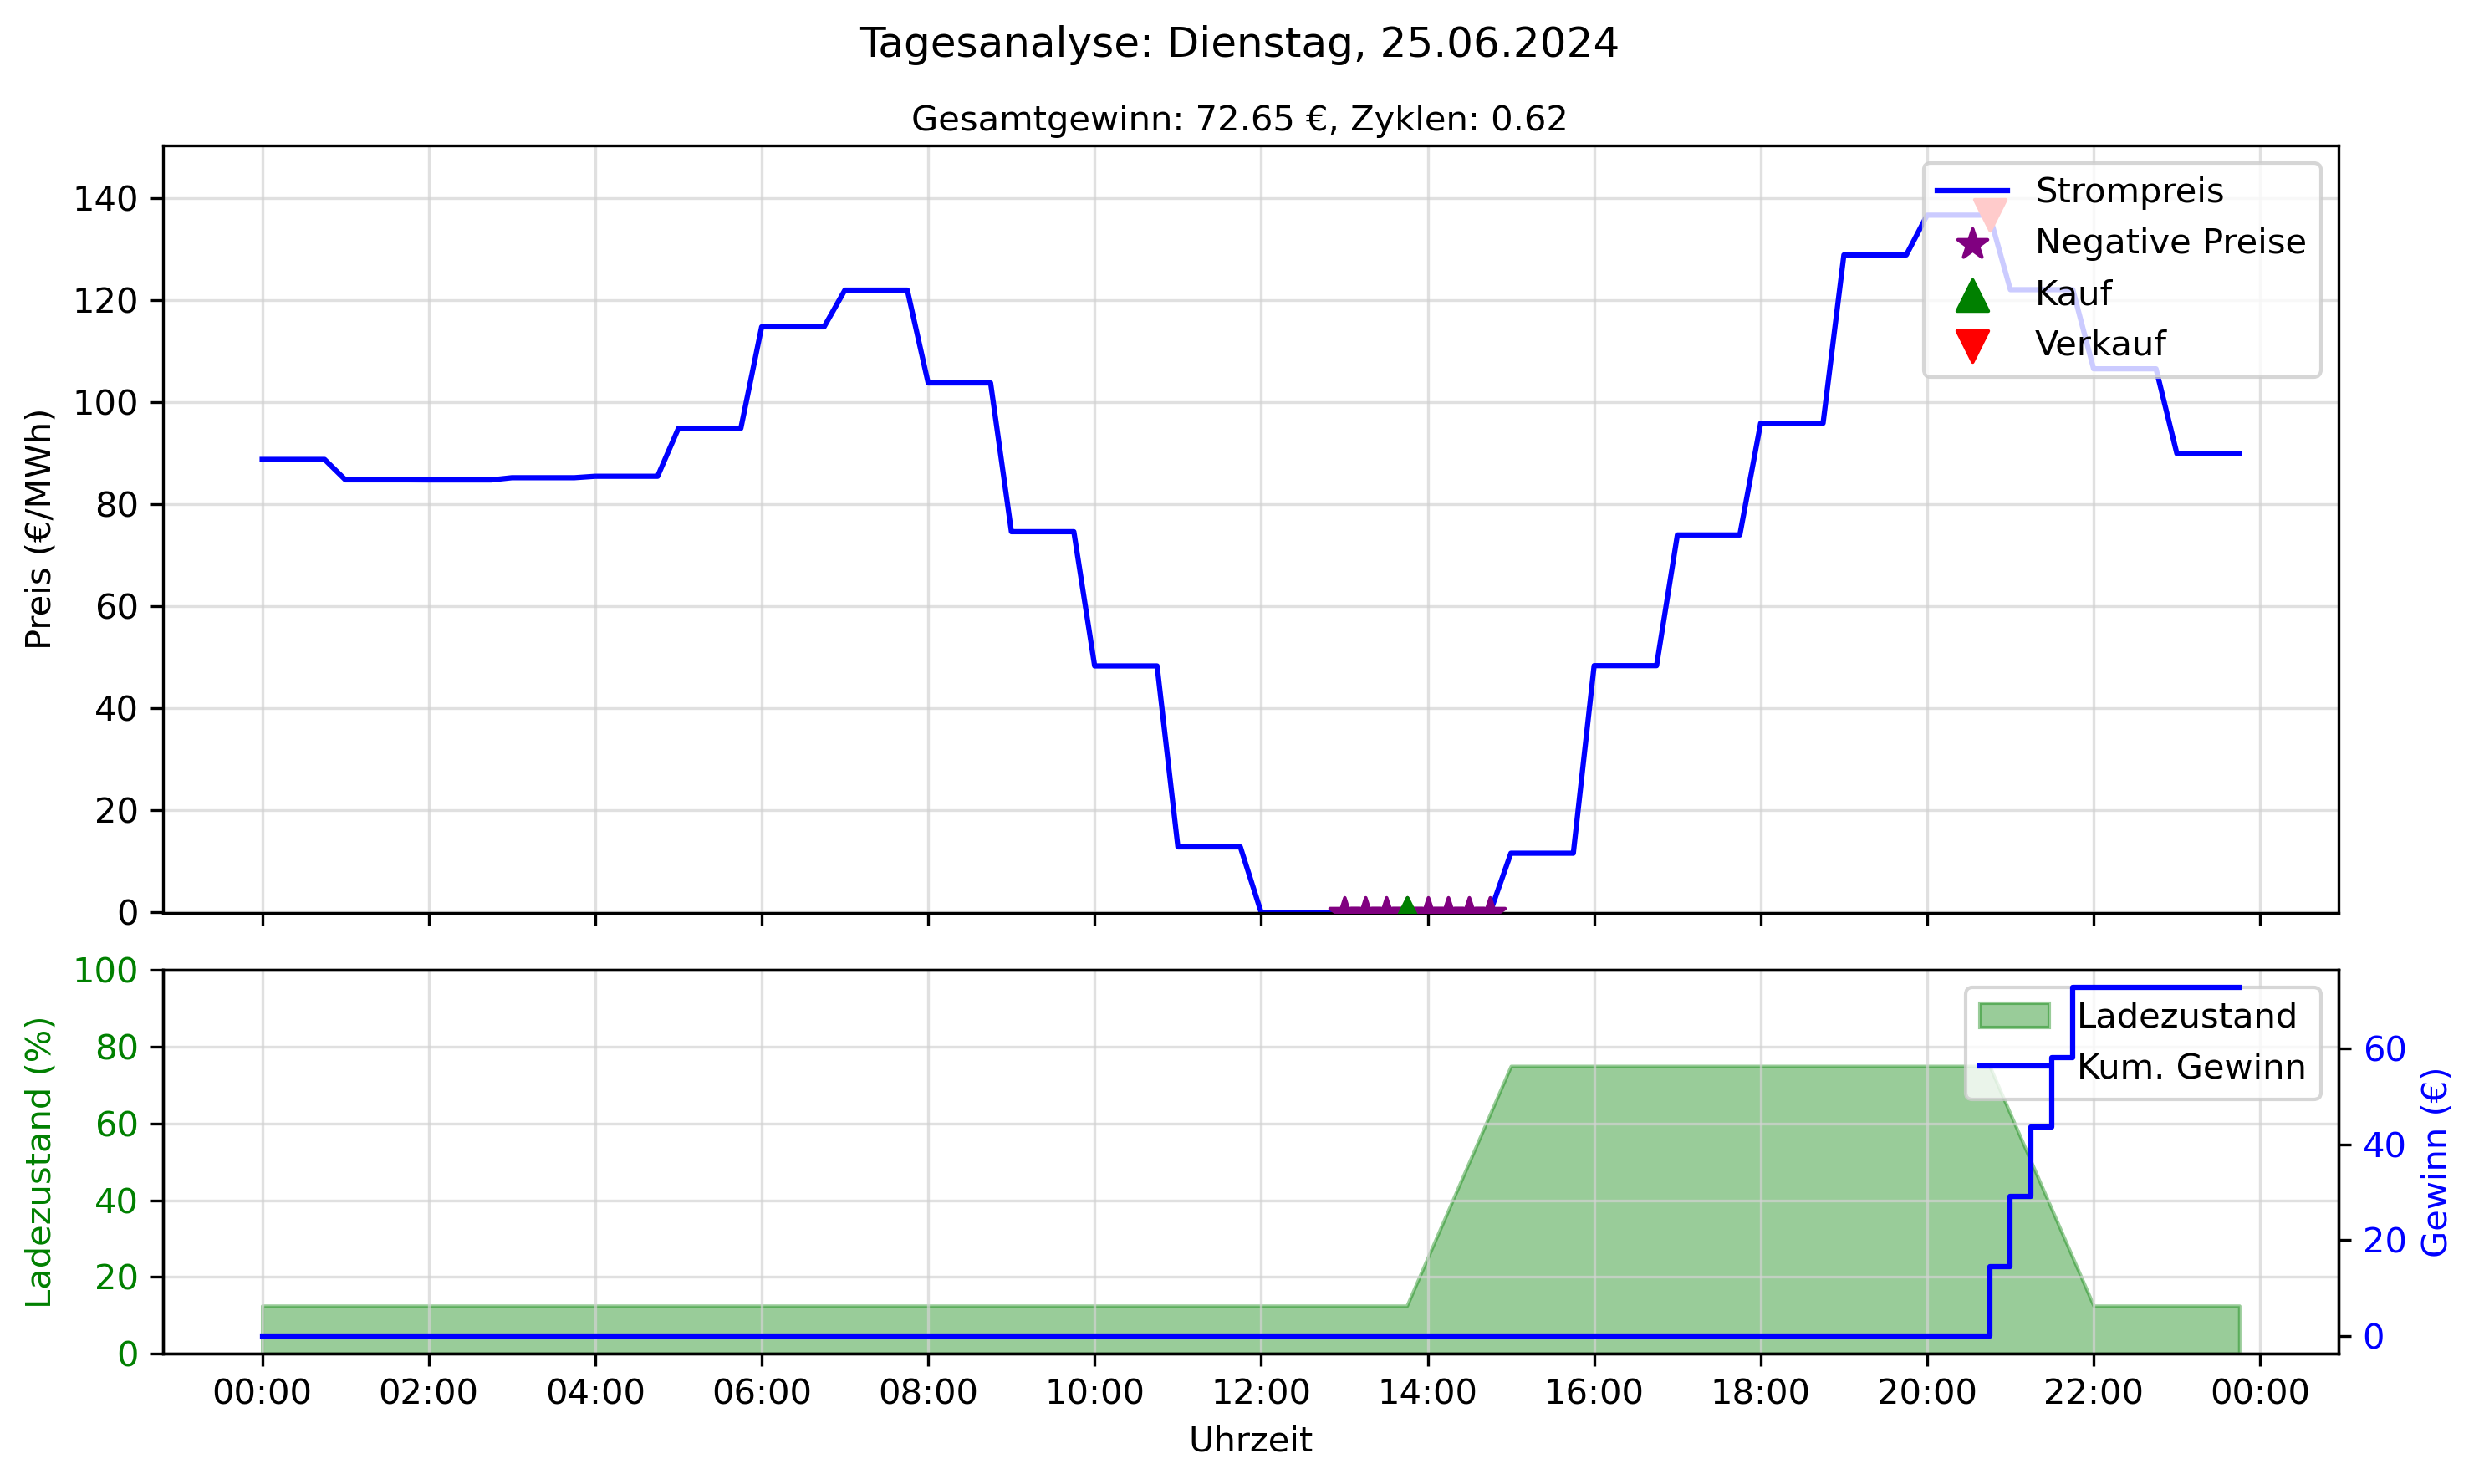 Tagesanalyse: Dienstag, 25.06.2024
Gesamtgewinn: 72.65 €, Zyklen: 0.62
Preis (€/MWh)
140
120
100
80
60
40
20
0
Strompreis
Negative Preise
Kauf
Verkauf
Ladezustand (%)
100
80
60
40
20
0
Ladezustand
Kum. Gewinn
60
40
20
0
Gewinn (€)
00:00 02:00 04:00 06:00 08:00 10:00 12:00 14:00 16:00 18:00 20:00 22:00 00:00
Uhrzeit